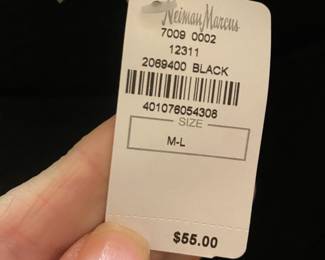 Neiman Marcus
7009 0002
12311
2069400 BLACK
401076054308
SIZE
M-L
$55.00